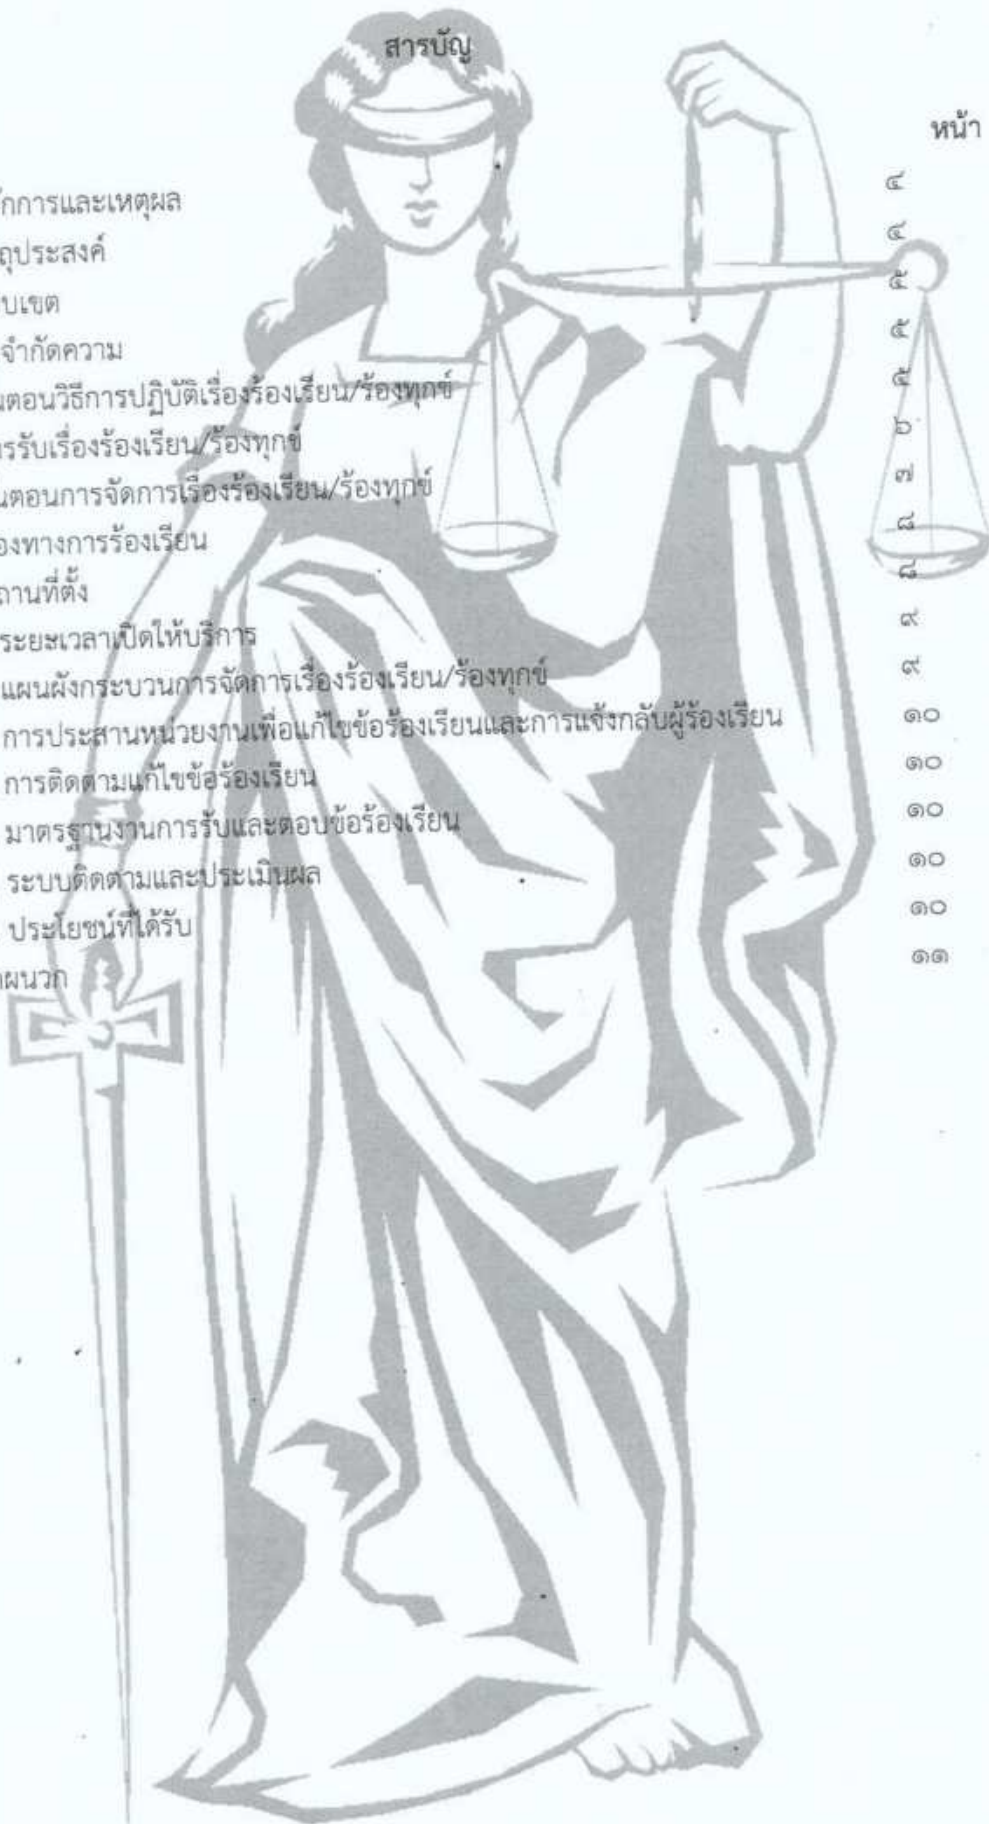 สารบัญ
หน้า
ักการและเหตุผล ๔
ถุประสงค์ ๔
บเขต ๕
จำกัดความ ๕
นตอนวิธีการปฏิบัติเรื่องร้องเรียน/ร้องทุกข์ ๕
ารรับเรื่องร้องเรียน/ร้องทุกข์ ๖
นตอนการจัดการเรื่องร้องเรียน/ร้องทุกข์ ๗
องทางการร้องเรียน ๘
ถานที่ตั้ง ๘
ระยะเวลาเปิดให้บริการ ๙
แผนผังกระบวนการจัดการเรื่องร้องเรียน/ร้องทุกข์ ๙
การประสานหน่วยงานเพื่อแก้ไขข้อร้องเรียนและการแจ้งกลับผู้ร้องเรียน ๑๐
การติดตามแก้ไขข้อร้องเรียน ๑๐
มาตรฐานงานการรับและตอบข้อร้องเรียน ๑๐
ระบบติดตามและประเมินผล ๑๐
ประโยชน์ที่ได้รับ ๑๐
ผนวก ๑๑